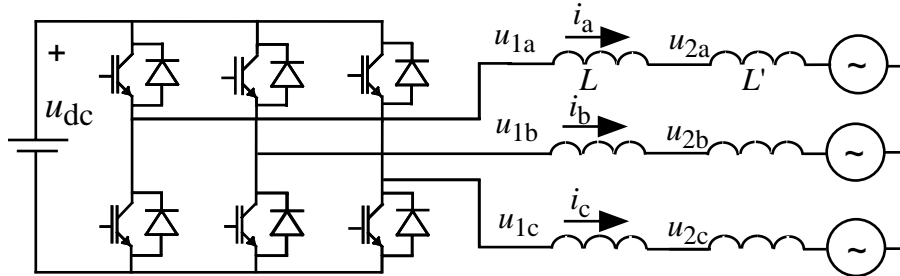 +
u_dc
u_1a
i_a
L
u_2a
L'
~
u_1b
i_b
u_2b
~
u_1c
i_c
u_2c
~